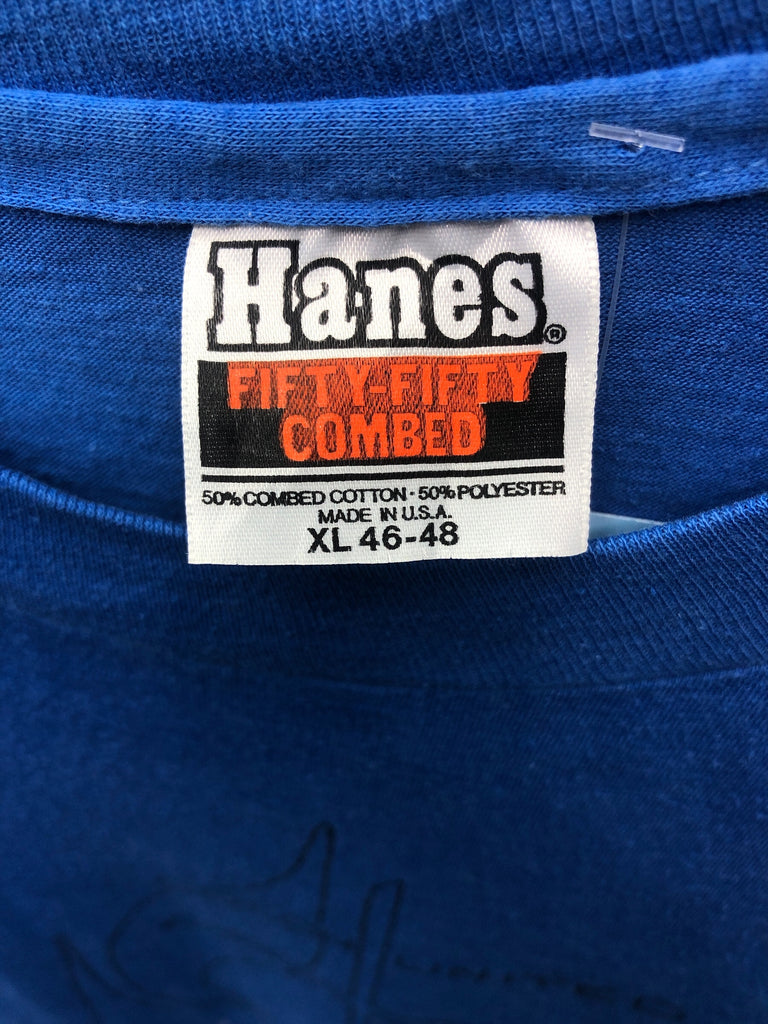 Hanes®
FIFTY-FIFTY
COMBED
50% COMBED COTTON · 50% POLYESTER
MADE IN U.S.A.
XL 46-48